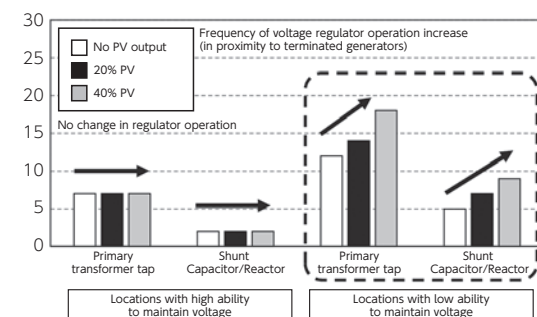 30
25
20
15
10
5
0
No PV output
20% PV
40% PV
Frequency of voltage regulator operation increase
(in proximity to terminated generators)
No change in regulator operation
Primary
transformer tap
Shunt
Capacitor/Reactor
Primary
transformer tap
Shunt
Capacitor/Reactor
Locations with high ability
to maintain voltage
Locations with low ability
to maintain voltage